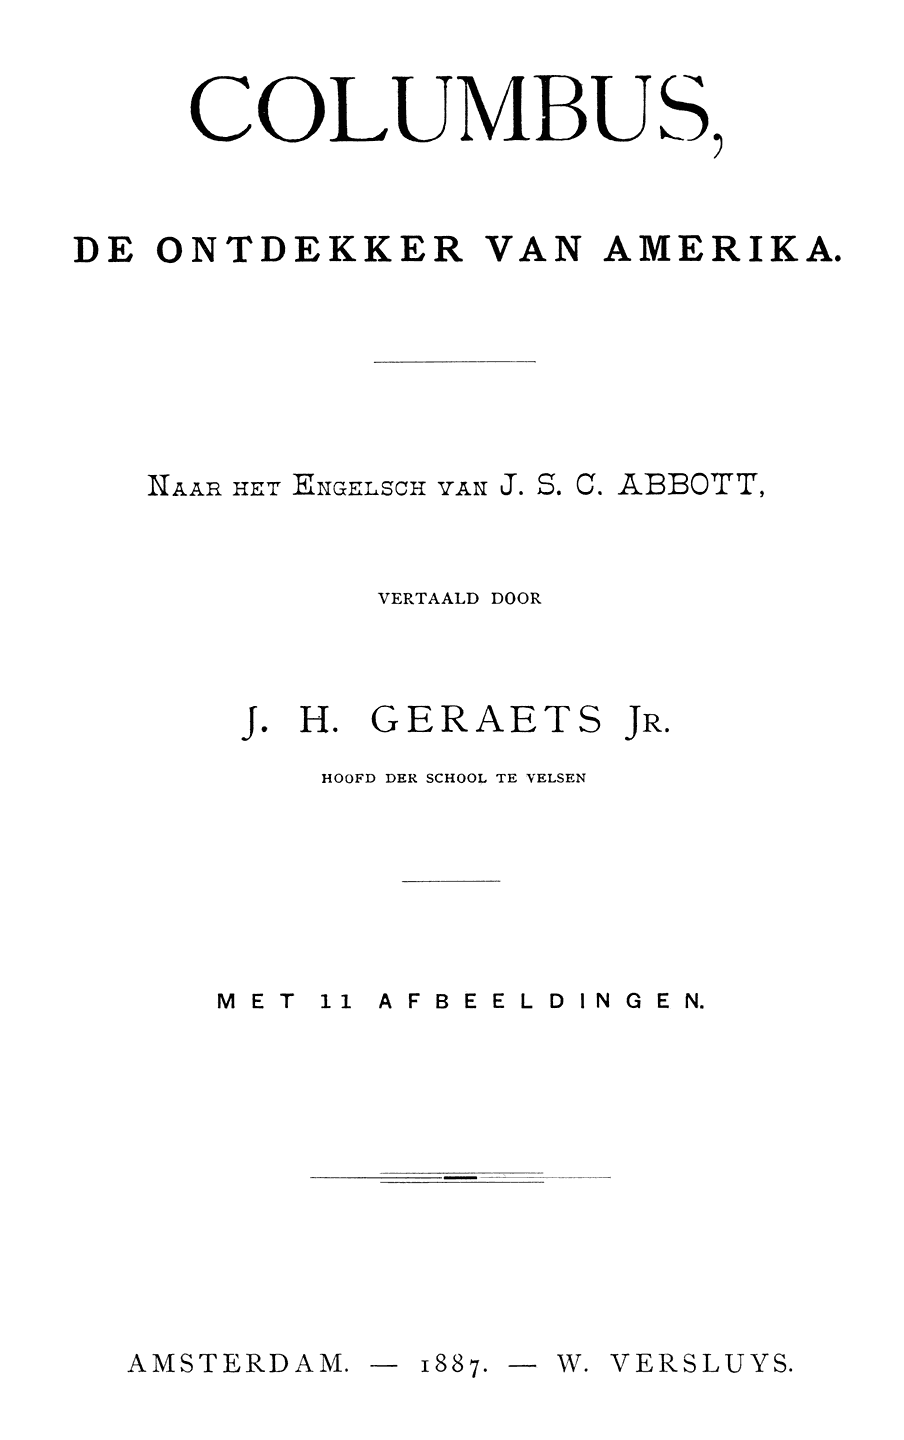 COLUMBUS,
DE ONTDEKKER VAN AMERIKA.
Naar het Engelsch van J. S. C. ABBOTT,
VERTAALD DOOR
J. H. GERAETS Jr.
HOOFD DER SCHOOL TE VELSEN
MET 11 AFBEELDINGEN.
AMSTERDAM. — 1887. — W. VERSLUYS.